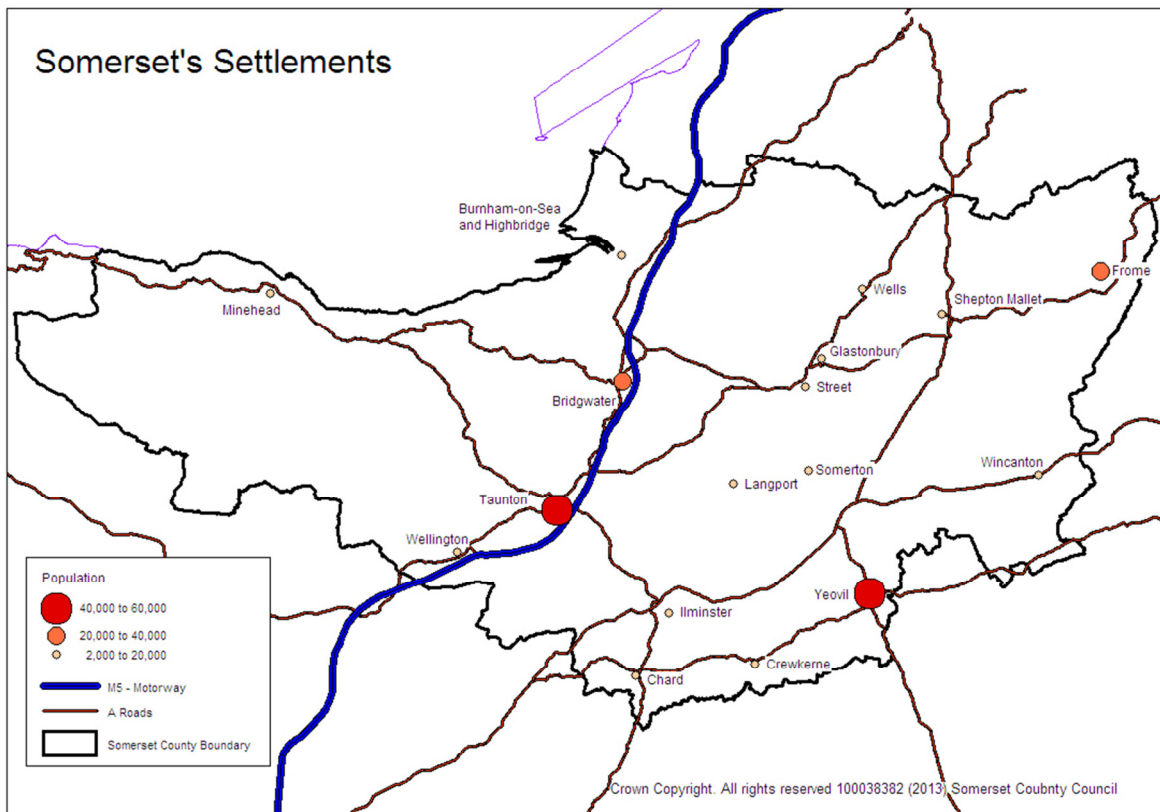 Somerset's Settlements
Burnham-on-Sea
and Highbridge
Frome
Wells
Minehead
Shepton Mallet
Glastonbury
Street
Bridgwater
Wincanton
Somerton
Langport
Taunton
Wellington
Yeovil
Ilminster
Crewkerne
Chard
Population
40,000 to 60,000
20,000 to 40,000
2,000 to 20,000
M5 - Motorway
A Roads
Somerset County Boundary
Crown Copyright. All rights reserved 100038382 (2013) Somerset Coubnty Council